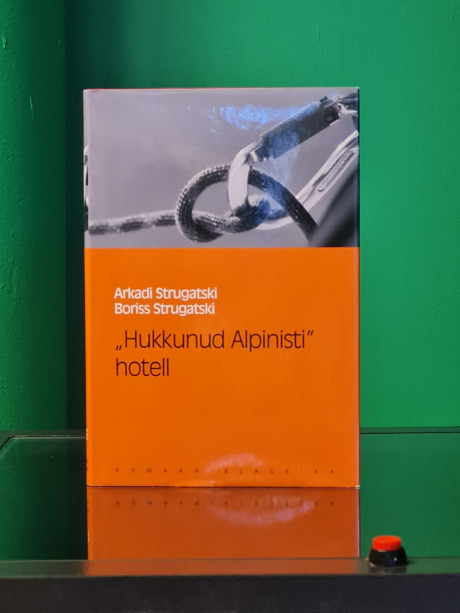 Arkadi Strugatski
Boriss Strugatski
„Hukkunud Alpinisti”
hotell
ROMAANIKLASSIKA